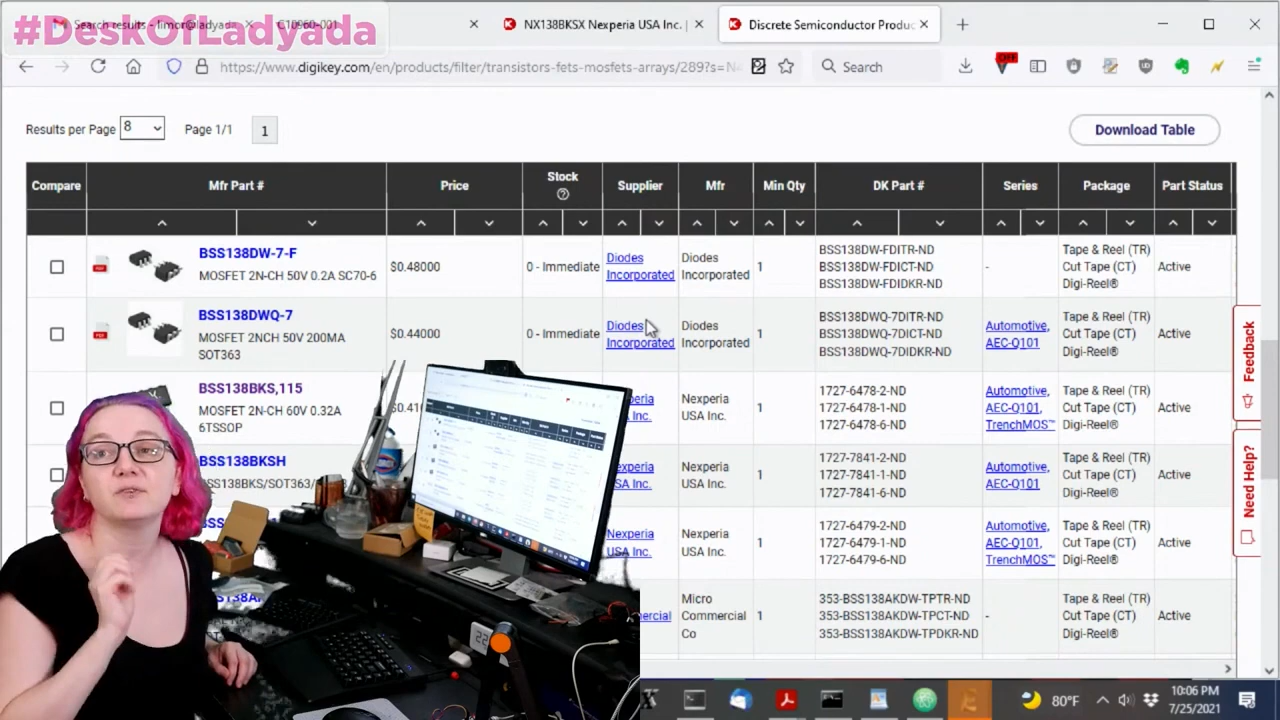 #DeskOfLadyada
Search results - limor@ladyada
C10960-001
NX138BKSX Nexperia USA Inc. |
Discrete Semiconductor Produc
https://www.digikey.com/en/products/filter/transistors-fets-mosfets-arrays/289?s=N
Search
OFF
Results per Page 8 Page 1/1 1
Download Table
Compare Mfr Part # Price Stock Supplier Mfr Min Qty DK Part # Series Package Part Status
BSS138DW-7-F
MOSFET 2N-CH 50V 0.2A SC70-6
$0.48000
0 - Immediate
Diodes
Incorporated
Diodes
Incorporated
1
BSS138DW-FDITR-ND
BSS138DW-FDICT-ND
BSS138DW-FDIDKR-ND
-
Tape & Reel (TR)
Cut Tape (CT)
Digi-Reel®
Active
BSS138DWQ-7
MOSFET 2NCH 50V 200MA
SOT363
$0.44000
0 - Immediate
Diodes
Incorporated
Diodes
Incorporated
1
BSS138DWQ-7DITR-ND
BSS138DWQ-7DICT-ND
BSS138DWQ-7DIDKR-ND
Automotive,
AEC-Q101
Tape & Reel (TR)
Cut Tape (CT)
Digi-Reel®
Active
BSS138BKS,115
MOSFET 2N-CH 60V 0.32A
6TSSOP
Nexperia
USA Inc.
1
1727-6478-2-ND
1727-6478-1-ND
1727-6478-6-ND
Automotive,
AEC-Q101,
TrenchMOS™
Tape & Reel (TR)
Cut Tape (CT)
Digi-Reel®
Active
BSS138BKSH
BSS138BKS/SOT363/
Nexperia
USA Inc.
1
1727-7841-2-ND
1727-7841-1-ND
1727-7841-6-ND
Automotive,
AEC-Q101
Tape & Reel (TR)
Cut Tape (CT)
Digi-Reel®
Active
Nexperia
USA Inc.
Nexperia
USA Inc.
1
1727-6479-2-ND
1727-6479-1-ND
1727-6479-6-ND
Automotive,
AEC-Q101,
TrenchMOS™
Tape & Reel (TR)
Cut Tape (CT)
Digi-Reel®
Active
Micro
Commercial
Co
1
353-BSS138AKDW-TPTR-ND
353-BSS138AKDW-TPCT-ND
353-BSS138AKDW-TPDKR-ND
-
Tape & Reel (TR)
Cut Tape (CT)
Digi-Reel®
Active
Feedback
Need Help?
80°F
10:06 PM
7/25/2021